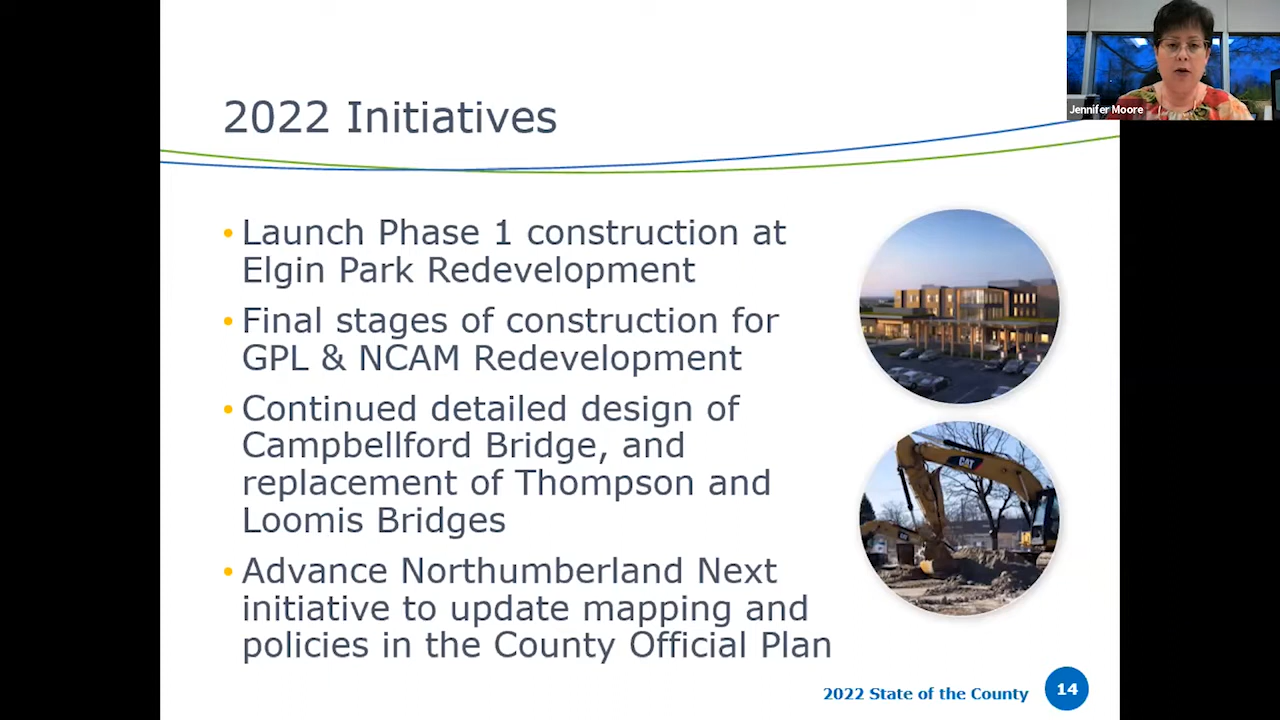 Jennifer Moore
2022 Initiatives
• Launch Phase 1 construction at
Elgin Park Redevelopment
• Final stages of construction for
GPL & NCAM Redevelopment
• Continued detailed design of
Campbellford Bridge, and
replacement of Thompson and
Loomis Bridges
• Advance Northumberland Next
initiative to update mapping and
policies in the County Official Plan
CAT
2022 State of the County
14